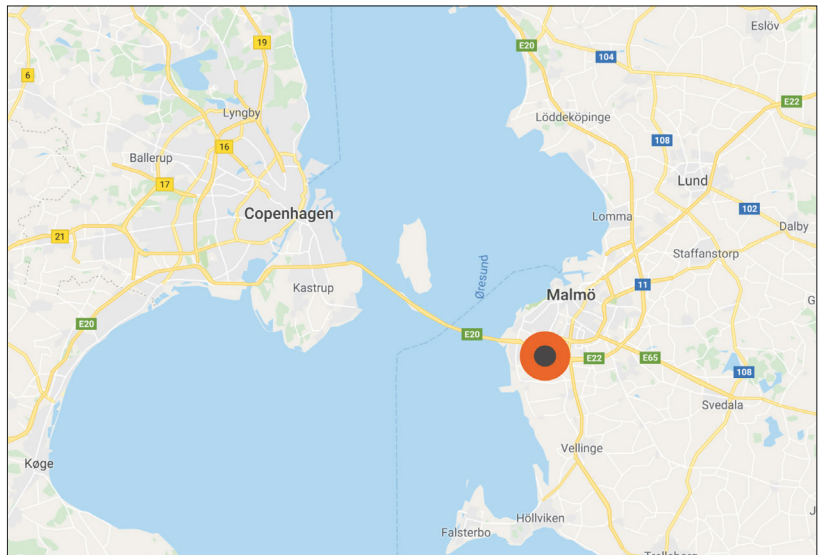 Eslöv
19
E20
104
6
E22
Lyngby
Löddeköpinge
108
16
Ballerup
Lund
17
102
Copenhagen
Lomma
Dalby
21
Staffanstorp
Øresund
Kastrup
11
Malmö
G
E20
E20
E22
E65
108
Svedala
Vellinge
Køge
Höllviken
Falsterbo
J
Trelleborg